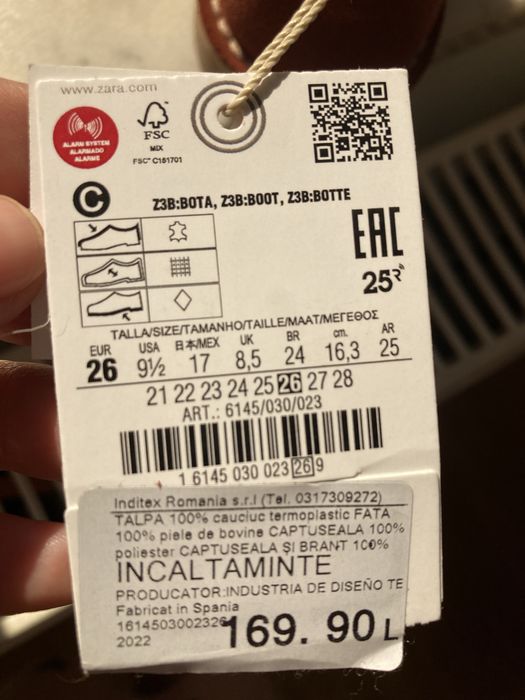 www.zara.com
ALARM SYSTEM
ALARMADO
ALARME
FSC
MIX
FSC® C151701
C
Z3B:BOTA, Z3B:BOOT, Z3B:BOTTE
EAC
25R
TALLA/SIZE/TAMANHO/TAILLE/MAAT/ΜΕΓΕΘΟΣ
EUR USA 日本/MEX UK BR cm. AR
26 9½ 17 8,5 24 16,3 25
21 22 23 24 25 26 27 28
ART.: 6145/030/023
1 6145 030 023 26 9
Inditex Romania s.r.l (Tel. 0317309272)
TALPA 100% cauciuc termoplastic FATA
100% piele de bovine CAPTUSEALA 100%
poliester CAPTUSEALA ȘI BRANT 100%
INCALTAMINTE
PRODUCATOR:INDUSTRIA DE DISEÑO TE
Fabricat in Spania
1614503002326
2022
169. 90 L